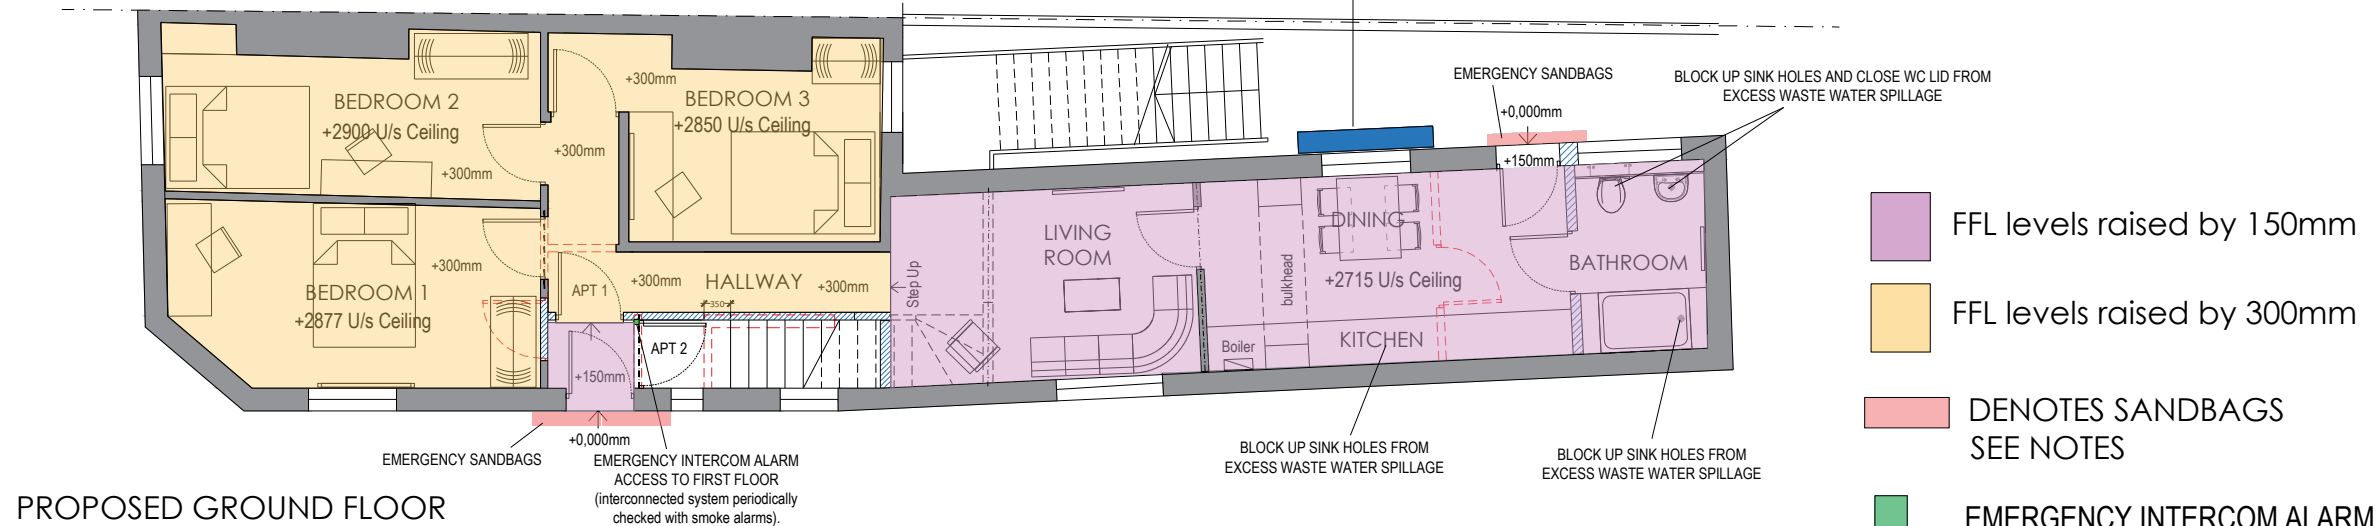 EMERGENCY SANDBAGS
BLOCK UP SINK HOLES AND CLOSE WC LID FROM
EXCESS WASTE WATER SPILLAGE
+0,000mm
+150mm
BEDROOM 2
+2900 U/s Ceiling
+300mm
+300mm
+300mm
BEDROOM 3
+2850 U/s Ceiling
BEDROOM 1
+2877 U/s Ceiling
+300mm
APT 1
+300mm
HALLWAY
+300mm
350
APT 2
+150mm
Step Up
LIVING
ROOM
bulkhead
DINING
+2715 U/s Ceiling
BATHROOM
Boiler
KITCHEN
+0,000mm
EMERGENCY SANDBAGS
EMERGENCY INTERCOM ALARM
ACCESS TO FIRST FLOOR
(interconnected system periodically
checked with smoke alarms).
BLOCK UP SINK HOLES FROM
EXCESS WASTE WATER SPILLAGE
BLOCK UP SINK HOLES FROM
EXCESS WASTE WATER SPILLAGE
FFL levels raised by 150mm
FFL levels raised by 300mm
DENOTES SANDBAGS
SEE NOTES
EMERGENCY INTERCOM ALARM
PROPOSED GROUND FLOOR